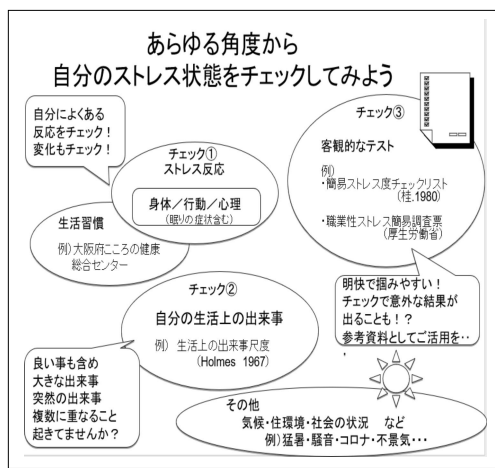 あらゆる角度から
自分のストレス状態をチェックしてみよう
自分によくある
反応をチェック！
変化もチェック！
チェック①
ストレス反応
身体／行動／心理
(眠りの症状含む)
生活習慣
例)大阪府こころの健康
総合センター
チェック③
客観的なテスト
例)
・簡易ストレス度チェックリスト
(桂.1980)
・職業性ストレス簡易調査票
(厚生労働省)
チェック②
自分の生活上の出来事
例) 生活上の出来事尺度
(Holmes 1967)
明快で掴みやすい！
チェックで意外な結果が
出ることも！？
参考資料としてご活用を・・
・
良い事も含め
大きな出来事
突然の出来事
複数に重なること
起きてませんか？
その他
気候・住環境・社会の状況 など
例)猛暑・騒音・コロナ・不景気・・・